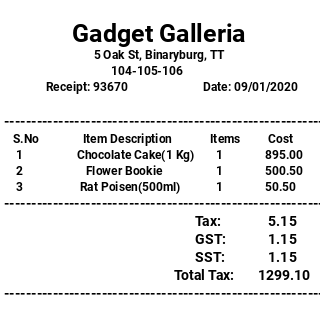 Gadget Galleria
5 Oak St, Binaryburg, TT
104-105-106
Receipt: 93670 Date: 09/01/2020
S.No Item Description Items Cost
1 Chocolate Cake(1 Kg) 1 895.00
2 Flower Bookie 1 500.50
3 Rat Poisen(500ml) 1 50.50
Tax: 5.15
GST: 1.15
SST: 1.15
Total Tax: 1299.10